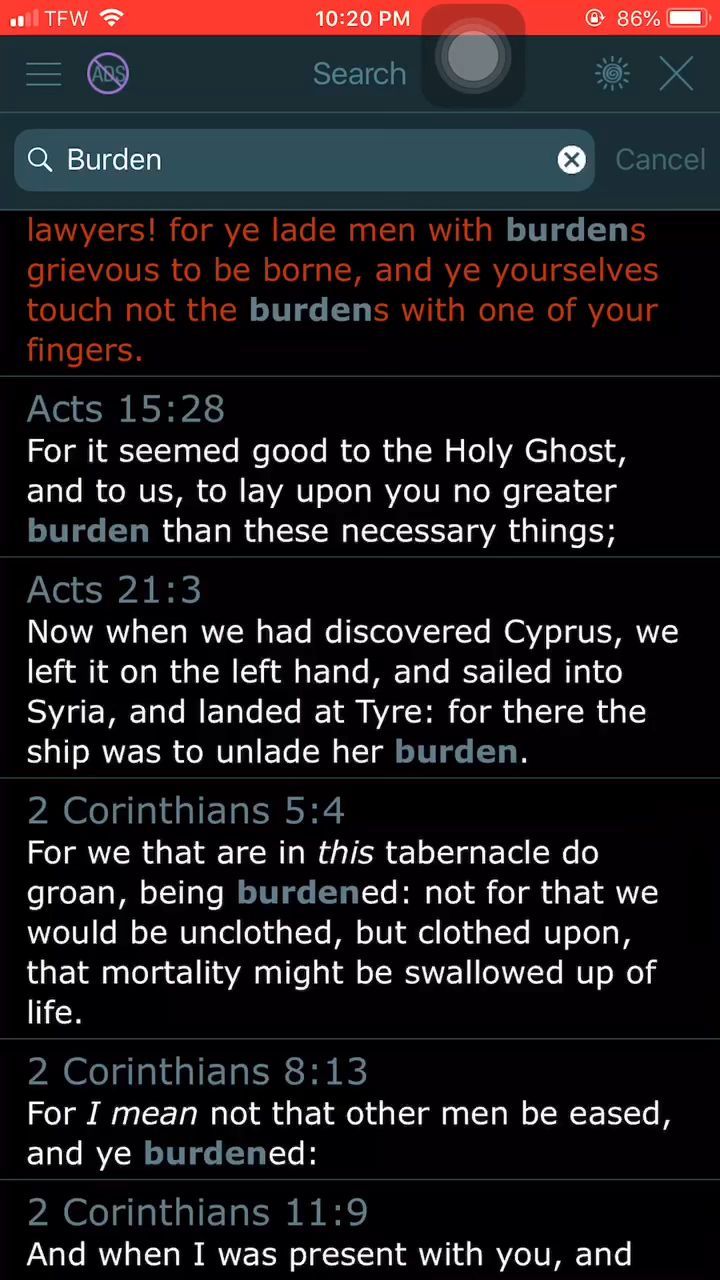 TFW 10:20 PM 86%
ADS Search
Burden Cancel
lawyers! for ye lade men with burdens
grievous to be borne, and ye yourselves
touch not the burdens with one of your
fingers.
Acts 15:28
For it seemed good to the Holy Ghost,
and to us, to lay upon you no greater
burden than these necessary things;
Acts 21:3
Now when we had discovered Cyprus, we
left it on the left hand, and sailed into
Syria, and landed at Tyre: for there the
ship was to unlade her burden.
2 Corinthians 5:4
For we that are in this tabernacle do
groan, being burdened: not for that we
would be unclothed, but clothed upon,
that mortality might be swallowed up of
life.
2 Corinthians 8:13
For I mean not that other men be eased,
and ye burdened:
2 Corinthians 11:9
And when I was present with you, and